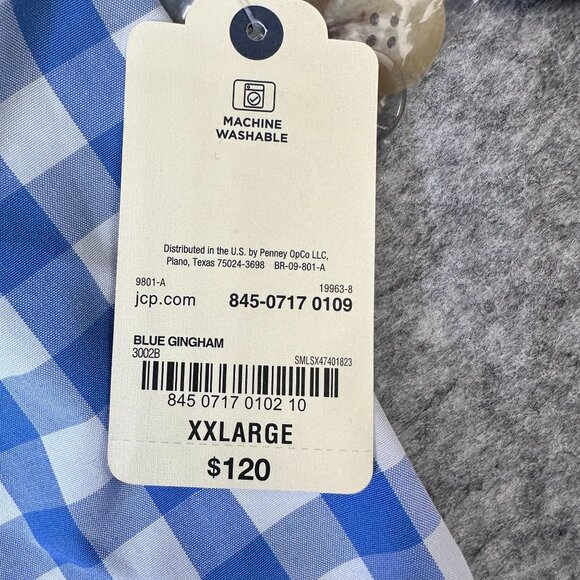 MACHINE
WASHABLE
Distributed in the U.S. by Penney OpCo LLC,
Plano, Texas 75024-3698 BR-09-801-A
9801-A 19963-8
jcp.com 845-0717 0109
BLUE GINGHAM
3002B SMLSX47401823
845 0717 0102 10
XXLARGE
$120